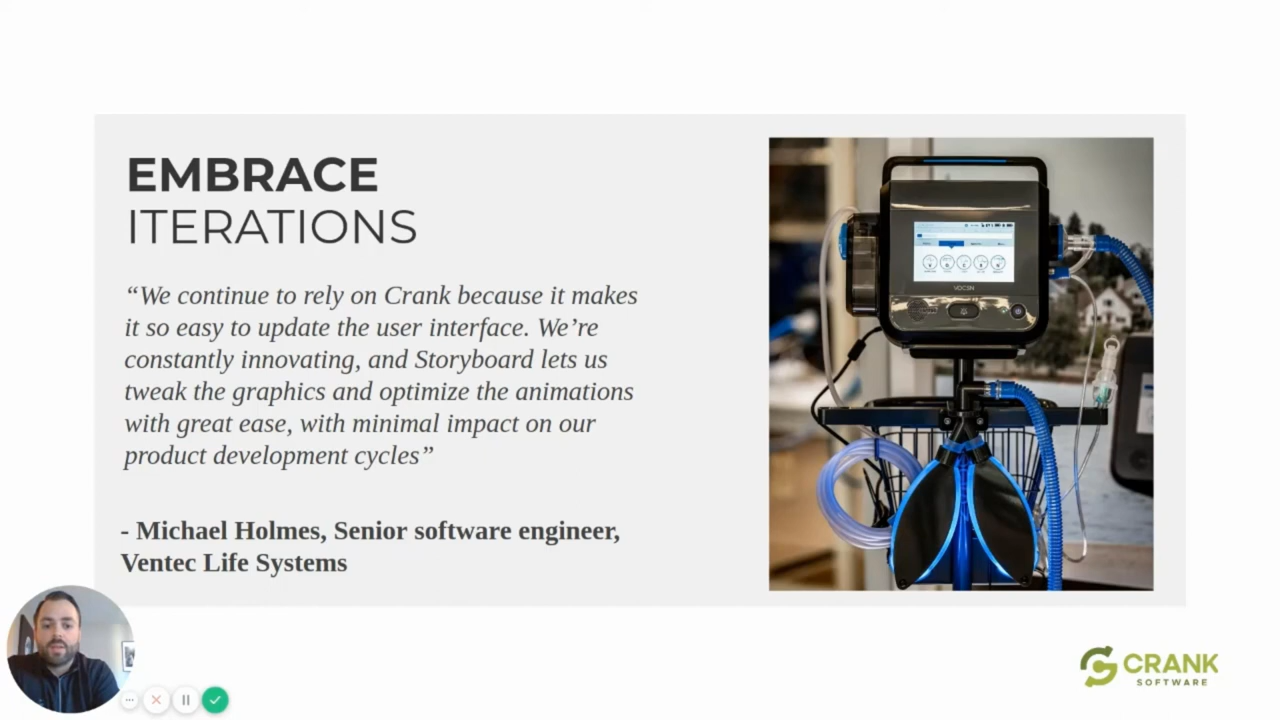 EMBRACE
ITERATIONS
“We continue to rely on Crank because it makes
it so easy to update the user interface. We’re
constantly innovating, and Storyboard lets us
tweak the graphics and optimize the animations
with great ease, with minimal impact on our
product development cycles”
- Michael Holmes, Senior software engineer,
Ventec Life Systems
VOCSN
CRANK
SOFTWARE